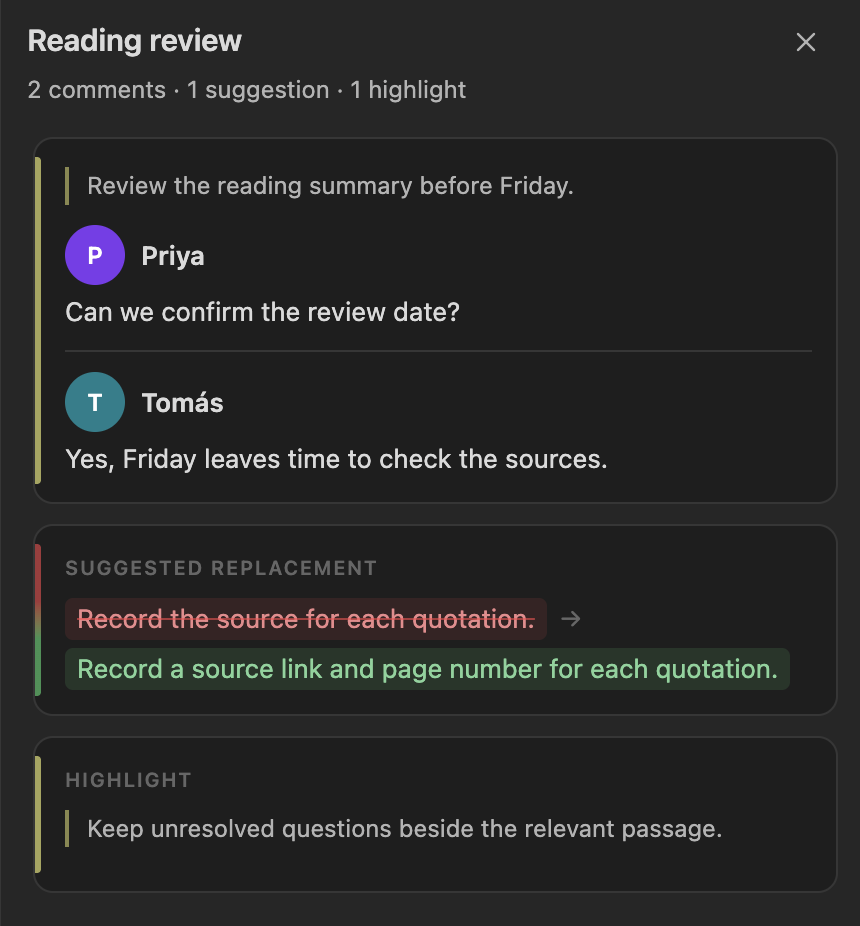 Reading review
2 comments · 1 suggestion · 1 highlight
Review the reading summary before Friday.
P Priya
Can we confirm the review date?
T Tomás
Yes, Friday leaves time to check the sources.
SUGGESTED REPLACEMENT
Record the source for each quotation. →
Record a source link and page number for each quotation.
HIGHLIGHT
Keep unresolved questions beside the relevant passage.